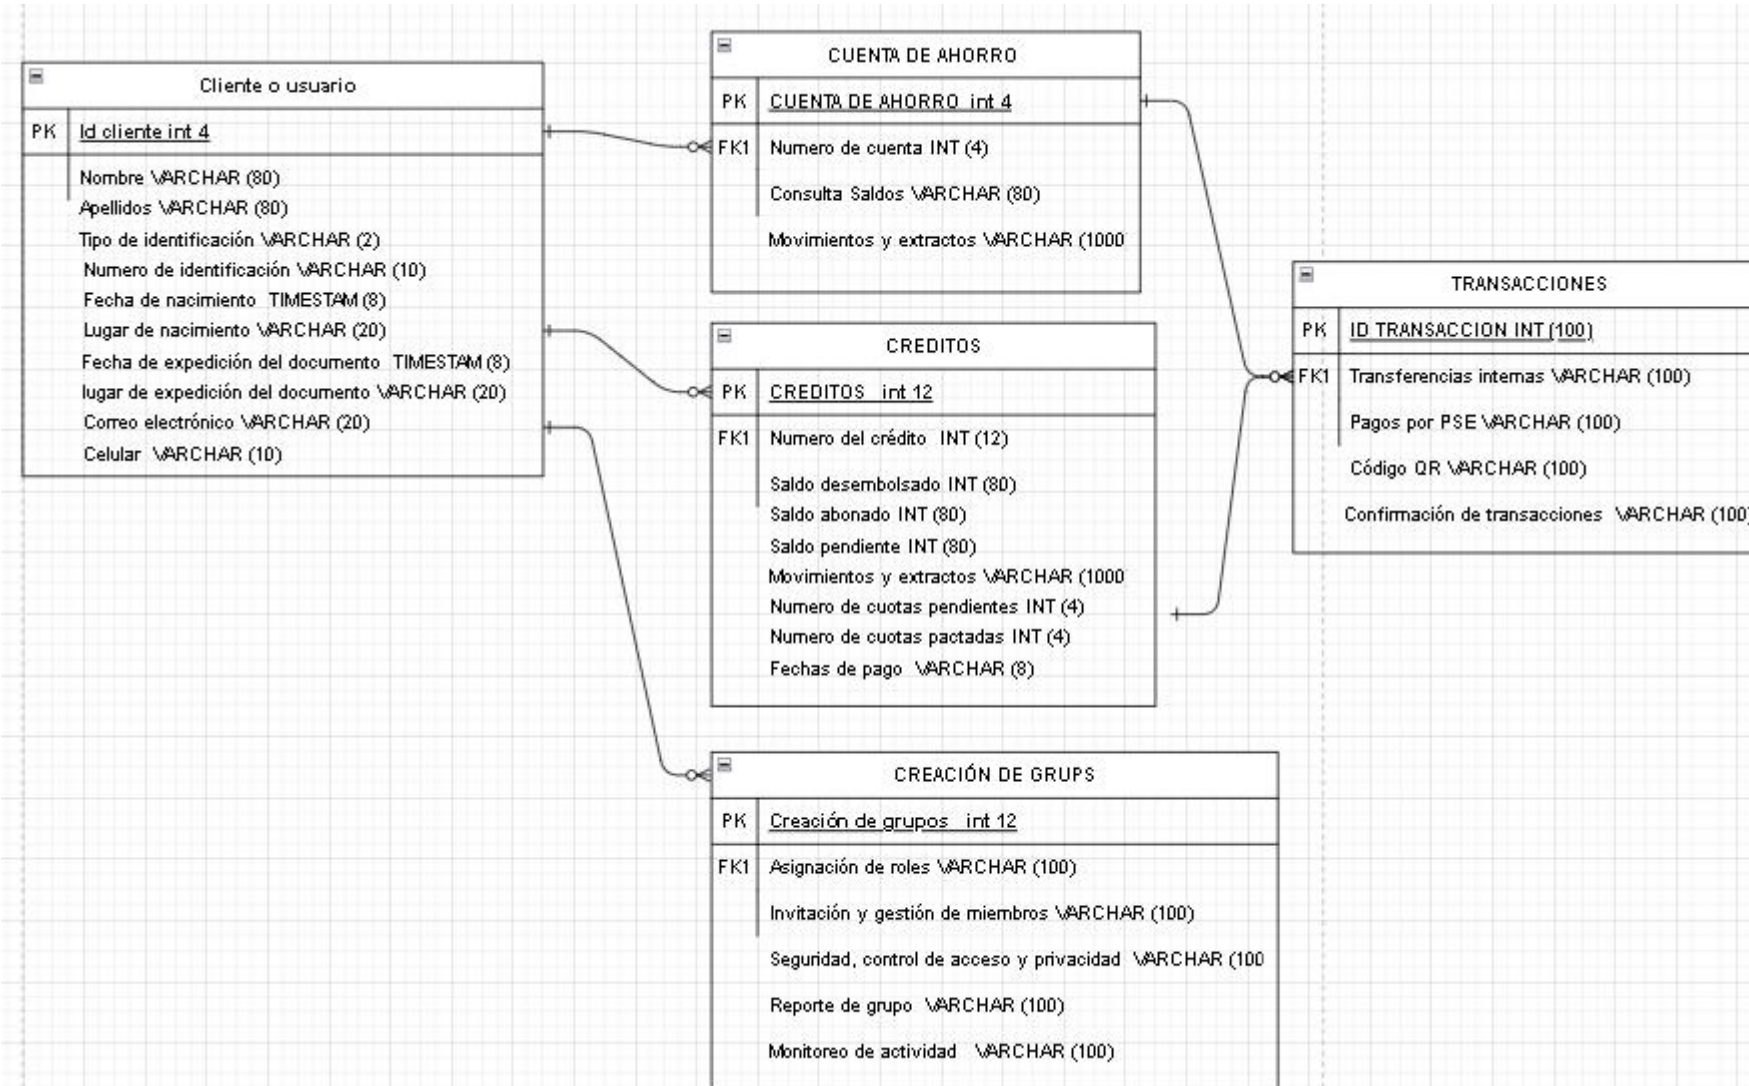 Cliente o usuario
PK Id cliente int 4
Nombre VARCHAR (80)
Apellidos VARCHAR (80)
Tipo de identificación VARCHAR (2)
Numero de identificación VARCHAR (10)
Fecha de nacimiento TIMESTAM (8)
Lugar de nacimiento VARCHAR (20)
Fecha de expedición del documento TIMESTAM (8)
lugar de expedición del documento VARCHAR (20)
Correo electrónico VARCHAR (20)
Celular VARCHAR (10)
CUENTA DE AHORRO
PK CUENTA DE AHORRO int 4
FK1 Numero de cuenta INT (4)
Consulta Saldos VARCHAR (80)
Movimientos y extractos VARCHAR (1000
CREDITOS
PK CREDITOS int 12
FK1 Numero del crédito INT (12)
Saldo desembolsado INT (80)
Saldo abonado INT (80)
Saldo pendiente INT (80)
Movimientos y extractos VARCHAR (1000
Numero de cuotas pendientes INT (4)
Numero de cuotas pactadas INT (4)
Fechas de pago VARCHAR (8)
CREACIÓN DE GRUPS
PK Creación de grupos int 12
FK1 Asignación de roles VARCHAR (100)
Invitación y gestión de miembros VARCHAR (100)
Seguridad, control de acceso y privacidad VARCHAR (100
Reporte de grupo VARCHAR (100)
Monitoreo de actividad VARCHAR (100)
TRANSACCIONES
PK ID TRANSACCION INT (100)
FK1 Transferencias internas VARCHAR (100)
Pagos por PSE VARCHAR (100)
Código QR VARCHAR (100)
Confirmación de transacciones VARCHAR (100)